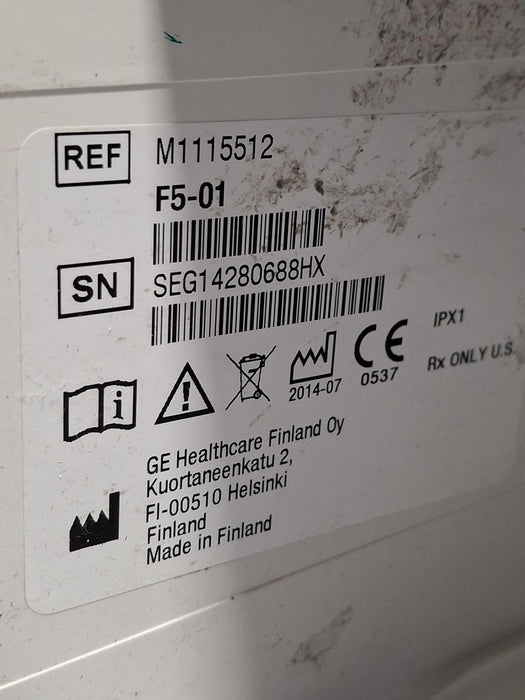 REF M1115512
F5-01
SN SEG14280688HX
i
2014-07
CE
0537
IPX1
Rx ONLY U.S.
GE Healthcare Finland Oy
Kuortaneenkatu 2,
FI-00510 Helsinki
Finland
Made in Finland